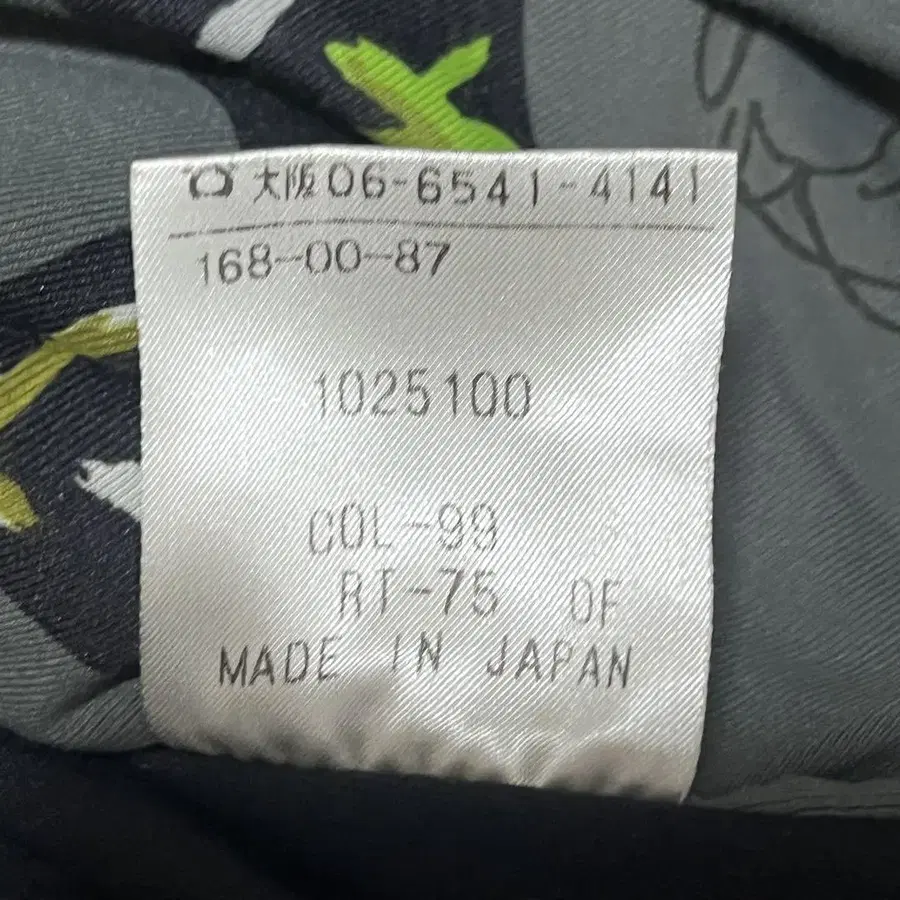 大阪06-6541-4141
168-00-87
1025100
COL-99
RT-75 OF
MADE IN JAPAN